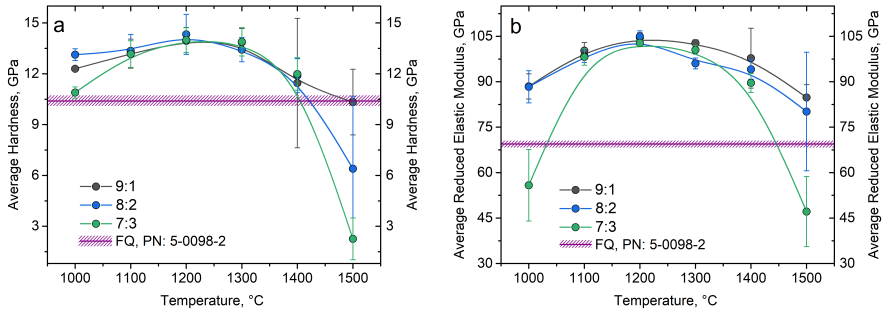 a
Average Hardness, GPa
15
12
9
6
3
9:1
8:2
7:3
FQ, PN: 5-0098-2
1000 1100 1200 1300 1400 1500
Temperature, °C
15
12
9
6
3
Average Hardness, GPa
b
Average Reduced Elastic Modulus, GPa
105
90
75
60
45
30
9:1
8:2
7:3
FQ, PN: 5-0098-2
1000 1100 1200 1300 1400 1500
Temperature, °C
105
90
75
60
45
30
Average Reduced Elastic Modulus, GPa